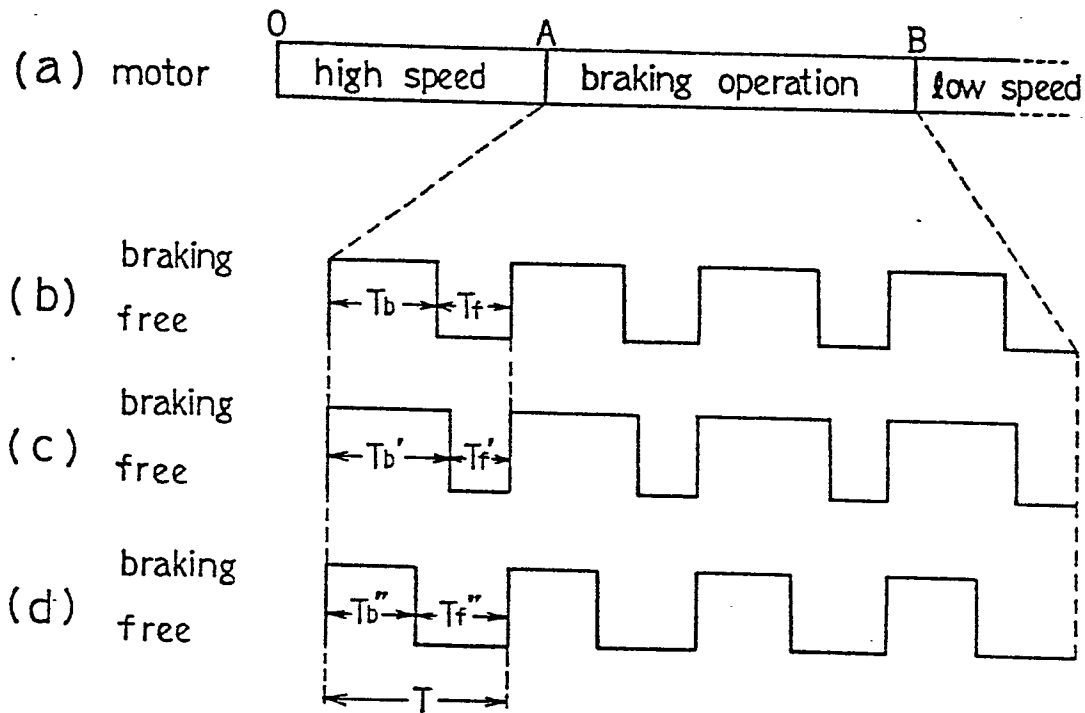 O A B
(a) motor high speed braking operation low speed
braking
(b) Tb Tf
free
braking
(c) Tb' Tf'
free
braking
(d) Tb" Tf"
free
T